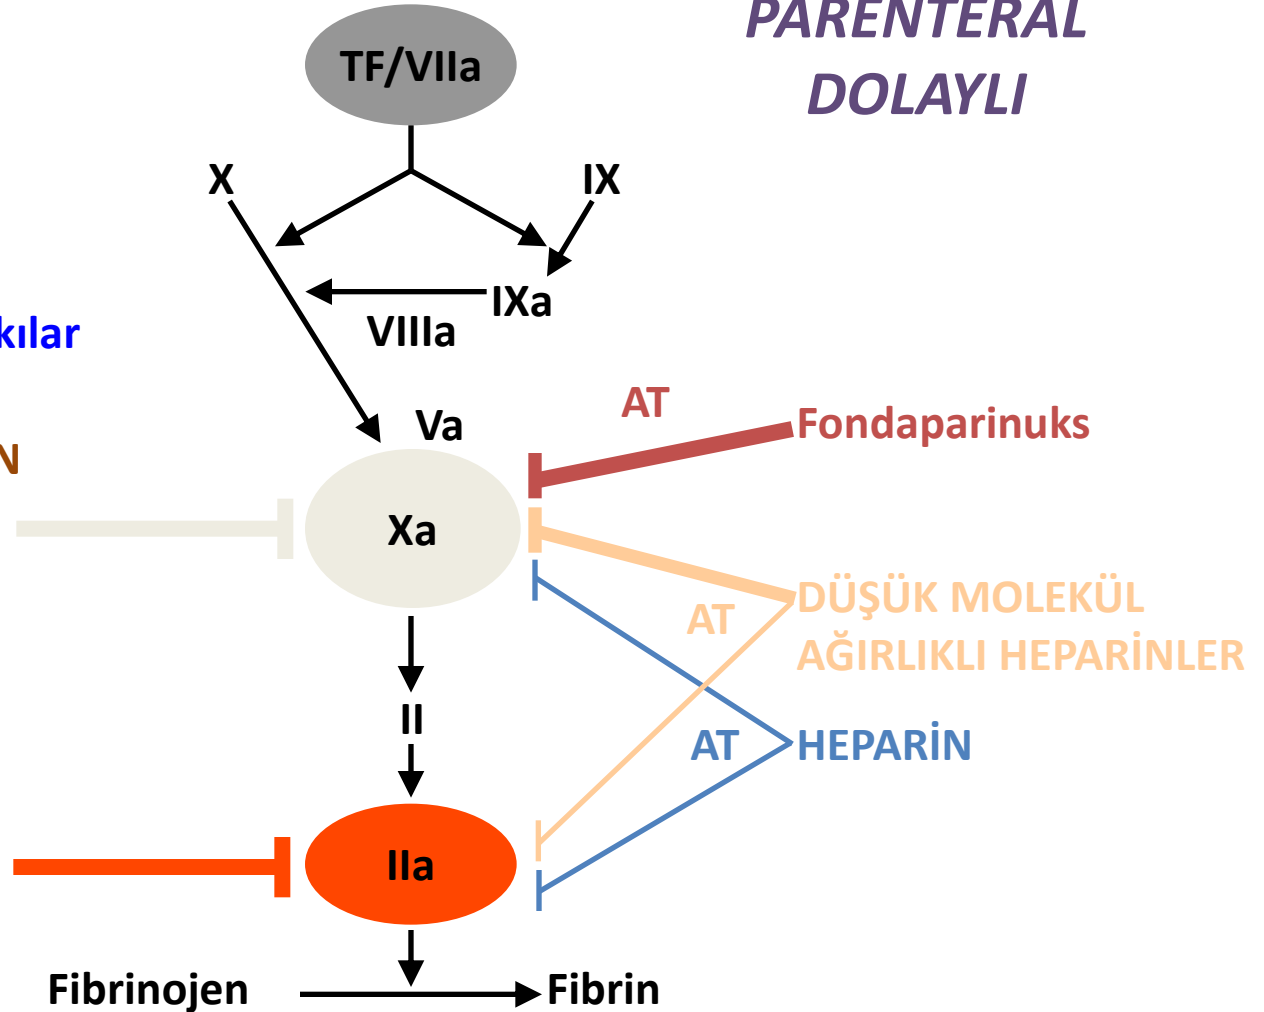 PARENTERAL
DOLAYLI
TF/VIIa
X
IX
IXa
VIIIa
kılar
AT
Va
Fondaparinuks
N
Xa
DÜŞÜK MOLEKÜL
AT
AĞIRLIKLI HEPARİNLER
II
AT
HEPARİN
IIa
Fibrinojen
Fibrin